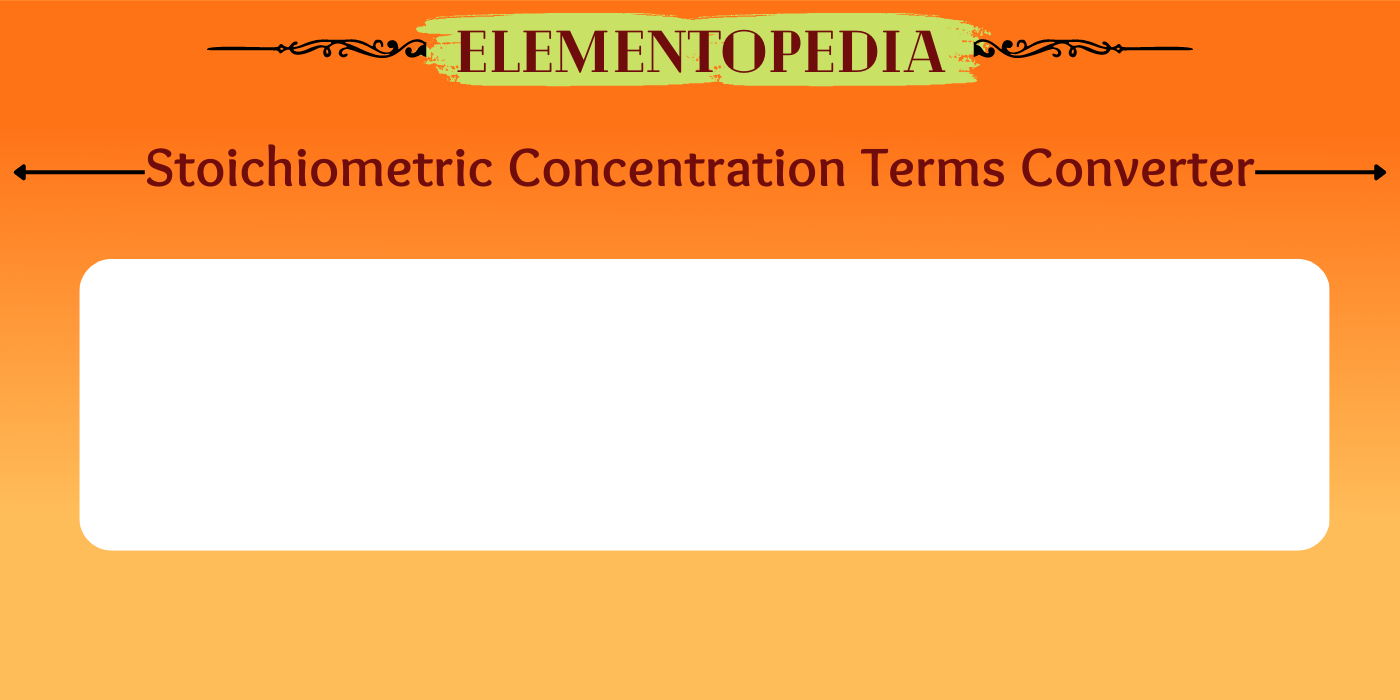 ELEMENTOPEDIA
Stoichiometric Concentration Terms Converter